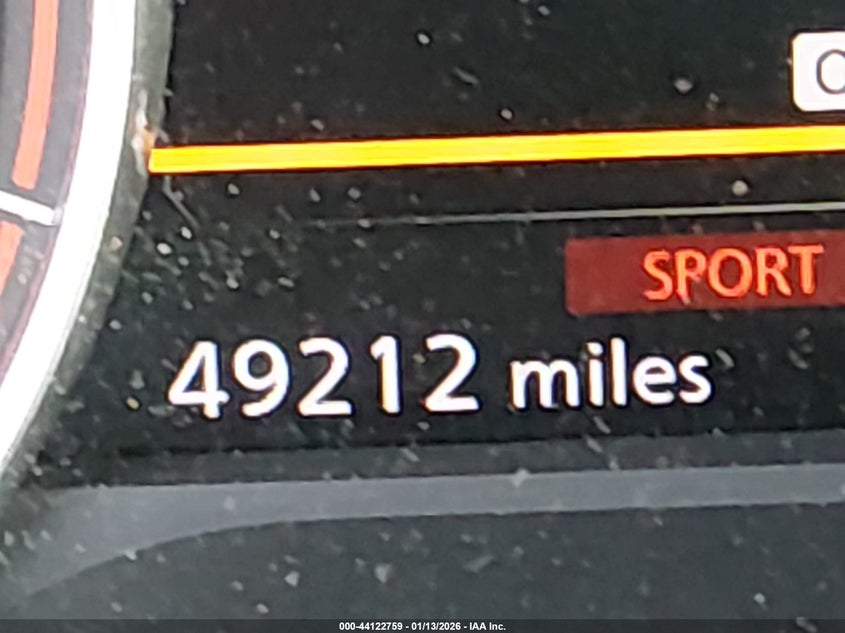 SPORT
49212 miles
000-44122759 - 01/13/2026 - IAA Inc.